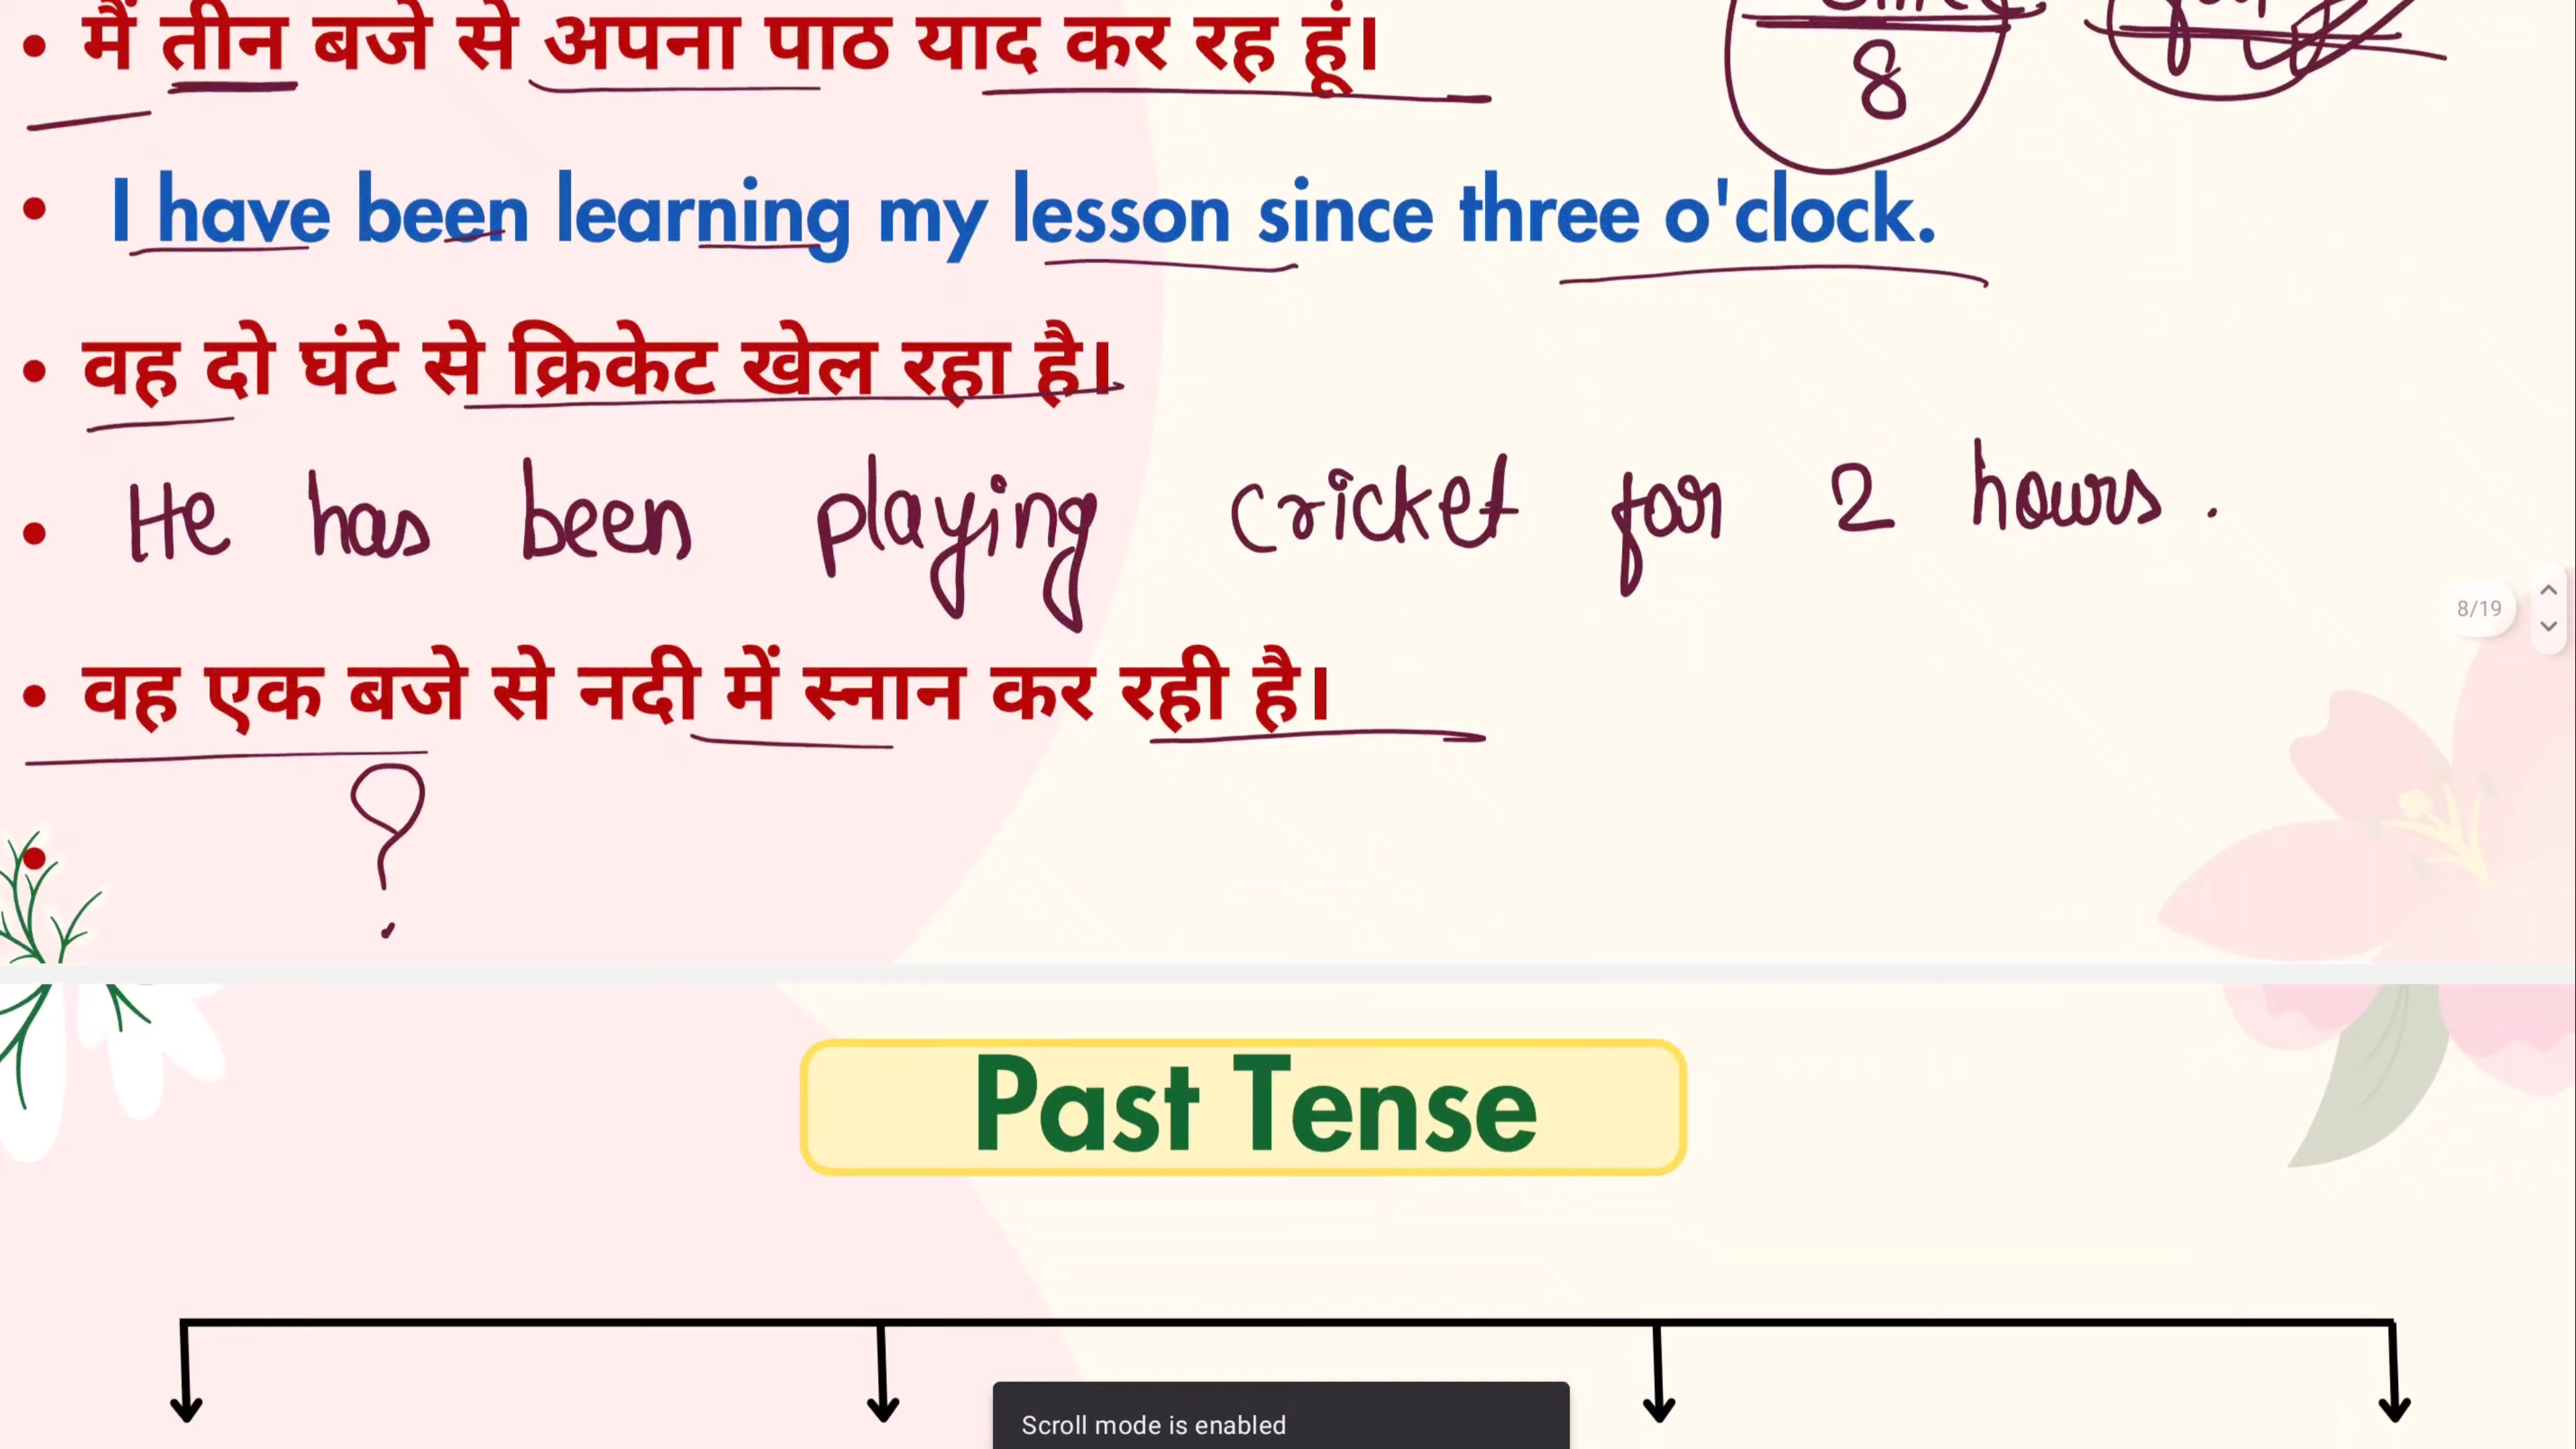 • मैं तीन बजे से अपना पाठ याद कर रह हूं।
8
• I have been learning my lesson since three o'clock.
• वह दो घंटे से क्रिकेट खेल रहा है।
• He has been playing cricket for 2 hours.
8/19
• वह एक बजे से नदी में स्नान कर रही है।
?
•
Past Tense
Scroll mode is enabled